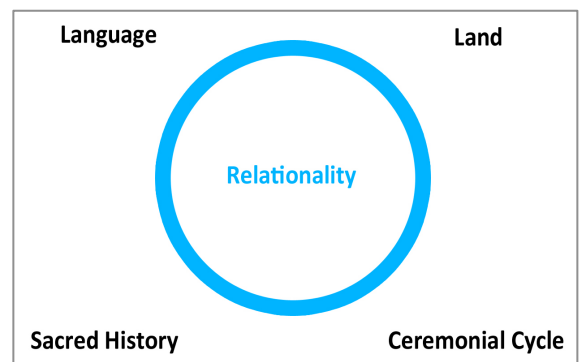 Language
Land
Relationality
Sacred History
Ceremonial Cycle